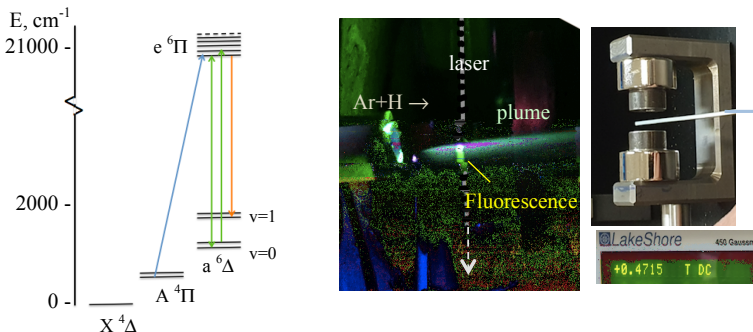 E, cm⁻¹
21000 -
e ⁶Π
2000 -
v=1
v=0
a ⁶Δ
A ⁴Π
0 -
X ⁴Δ
laser
Ar+H →
plume
Fluorescence
LakeShore
450 Gaussm
+0.4715 T DC